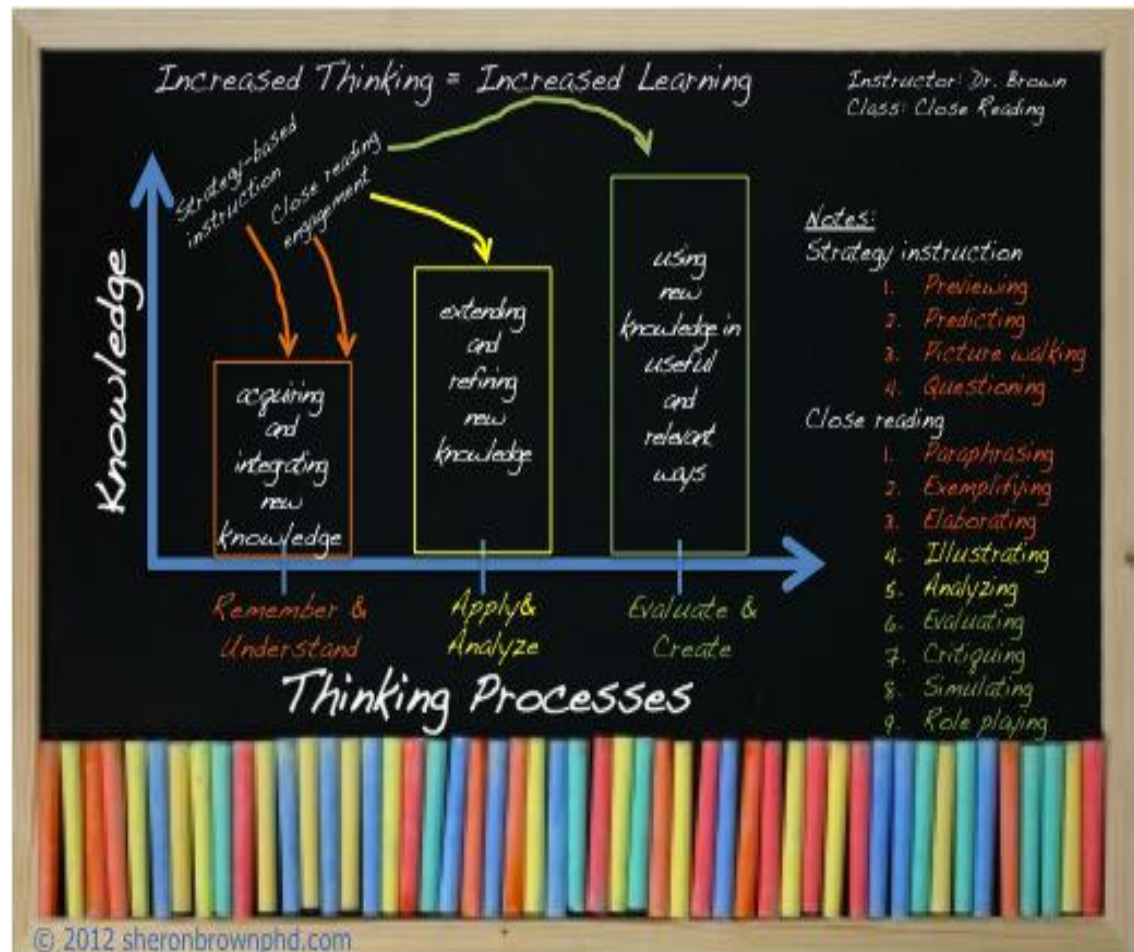 Increased Thinking = Increased Learning
Instructor: Dr. Brown
Class: Close Reading
Strategy-based
instruction
Close reading
engagement
Knowledge
acquiring
and
integrating
new
knowledge
extending
and
refining
new
knowledge
using
new
knowledge in
useful
and
relevant
ways
Remember &
Understand
Apply&
Analyze
Evaluate &
Create
Thinking Processes
Notes:
Strategy instruction
1. Previewing
2. Predicting
3. Picture walking
4. Questioning
Close reading
1. Paraphrasing
2. Exemplifying
3. Elaborating
4. Illustrating
5. Analyzing
6. Evaluating
7. Critiquing
8. Simulating
9. Role playing
© 2012 sheronbrownphd.com